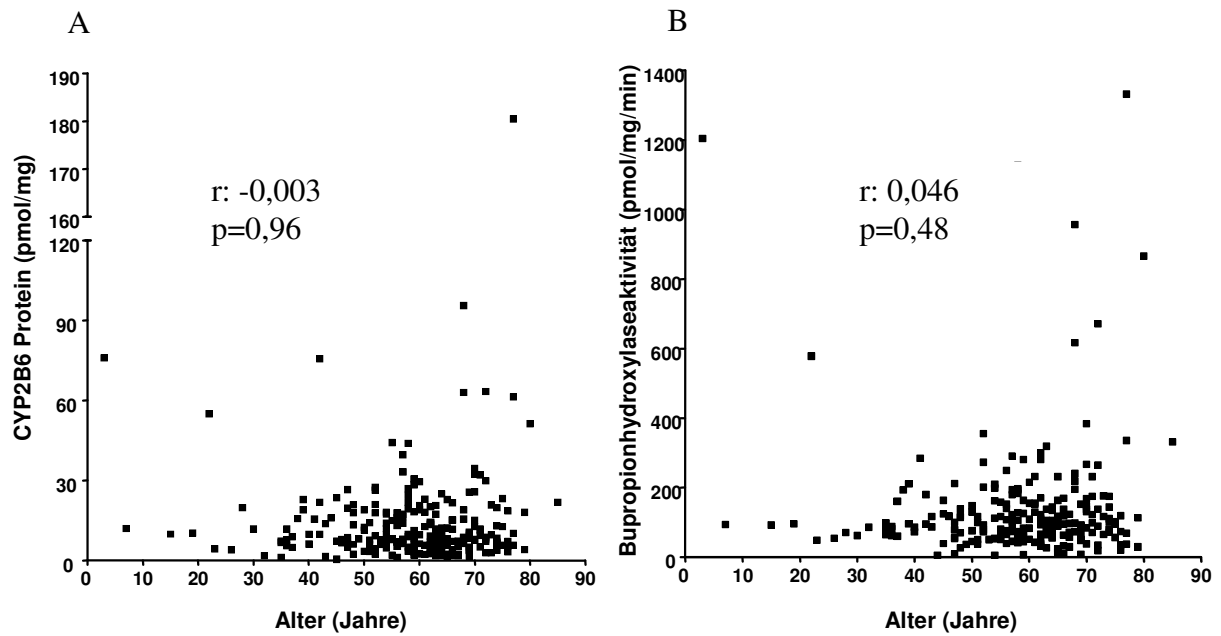 A
CYP2B6 Protein (pmol/mg)
190
180
170
160
120
90
60
30
0
r: -0,003
p=0,96
0 10 20 30 40 50 60 70 80 90
Alter (Jahre)
B
Bupropionhydroxylaseaktivität (pmol/mg/min)
1400
1200
1000
800
600
400
200
0
r: 0,046
p=0,48
0 10 20 30 40 50 60 70 80 90
Alter (Jahre)